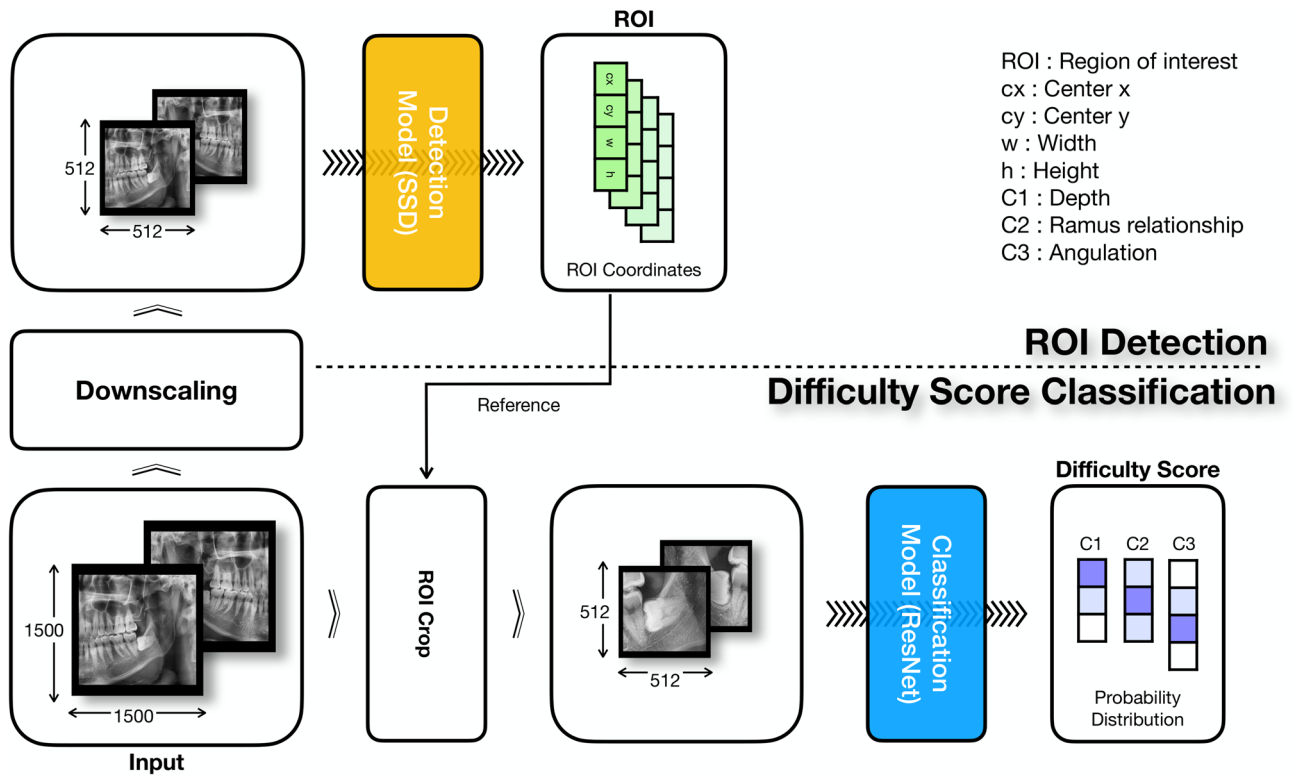 ROI
512
512
Detection
Model (SSD)
cx
cy
w
h
ROI Coordinates
ROI : Region of interest
cx : Center x
cy : Center y
w : Width
h : Height
C1 : Depth
C2 : Ramus relationship
C3 : Angulation
Downscaling
ROI Detection
Difficulty Score Classification
Reference
1500
1500
Input
ROI Crop
512
512
Classification
Model (ResNet)
Difficulty Score
C1
C2
C3
Probability
Distribution